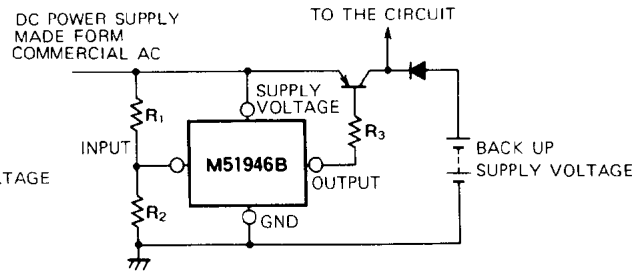 DC POWER SUPPLY
MADE FORM
COMMERCIAL AC
TO THE CIRCUIT
SUPPLY
VOLTAGE
R1
R3
INPUT
M51946B
OUTPUT
BACK UP
SUPPLY VOLTAGE
LTAGE
R2
GND